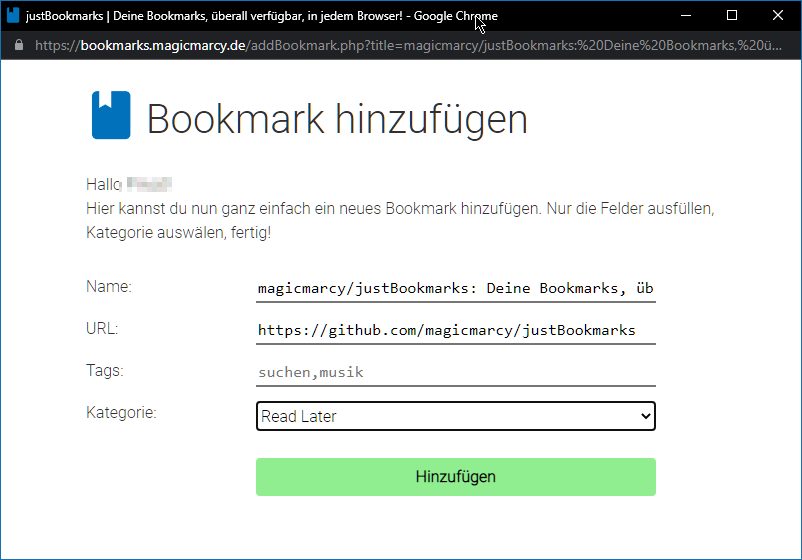 justBookmarks | Deine Bookmarks, überall verfügbar, in jedem Browser! - Google Chrome
https://bookmarks.magicmarcy.de/addBookmark.php?title=magicmarcy/justBookmarks:%20Deine%20Bookmarks,%20ü...
Bookmark hinzufügen
Hallo
Hier kannst du nun ganz einfach ein neues Bookmark hinzufügen. Nur die Felder ausfüllen,
Kategorie auswälen, fertig!
Name: magicmarcy/justBookmarks: Deine Bookmarks, üb
URL: https://github.com/magicmarcy/justBookmarks
Tags: suchen,musik
Kategorie: Read Later
Hinzufügen